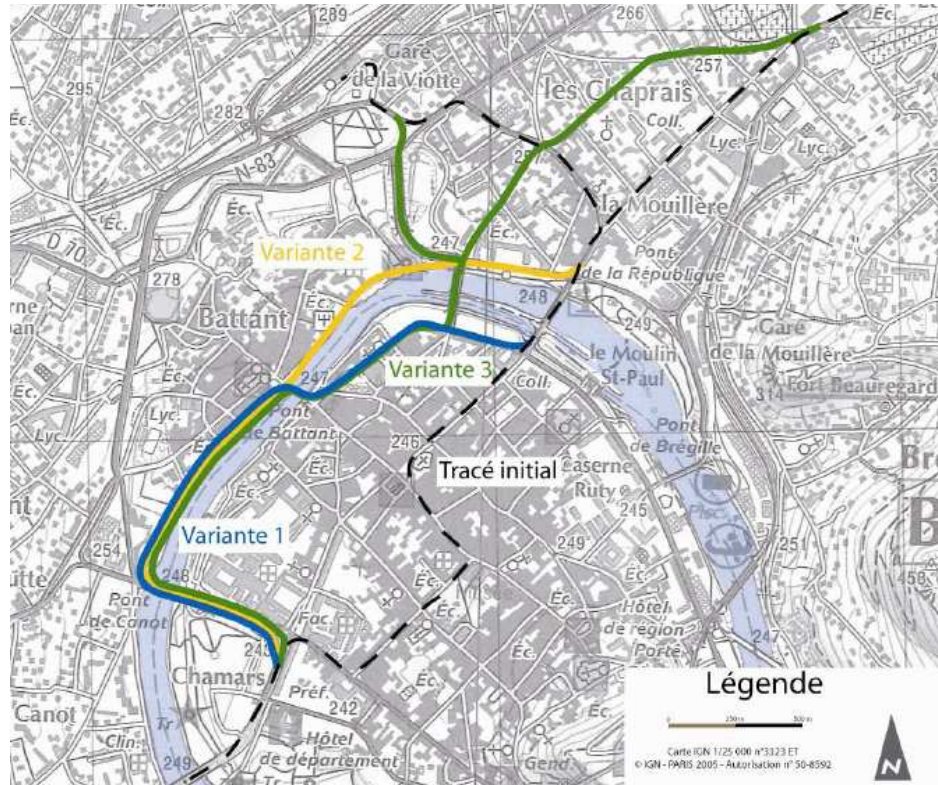 289
266
Éc.
Gare
de la Viotte
295
257
les Chaprais
Coll.
Éc.
282
Lyc.
N-83
Lyc.
la Mouillère
Éc.
Éc.
Éc.
D 70
247
Variante 2
Pont
de la République
278
248
Éc.
Battant
249
Gare
de la Mouillère
le Moulin
St-Paul
Variante 3
Fort Beauregard
314
247
Coll.
Lyc.
Pont
de Battant
Pont
de Brégille
Lyc.
246
Tracé initial
Caserne
Ruty
Éc.
Éc.
245
Variante 1
249
Éc.
254
251
248
Éc.
Pont
de Canot
Fac.
Éc.
Hôtel
de région
Chamars
Éc.
247
Préf.
Légende
Canot
242
Éc.
0 250 m 500 m
Clin.
Hôtel
de département
Carte IGN 1/25 000 n°3323 ET
© IGN - PARIS 2005 - Autorisation n° 50-8592
249
Gend.
N